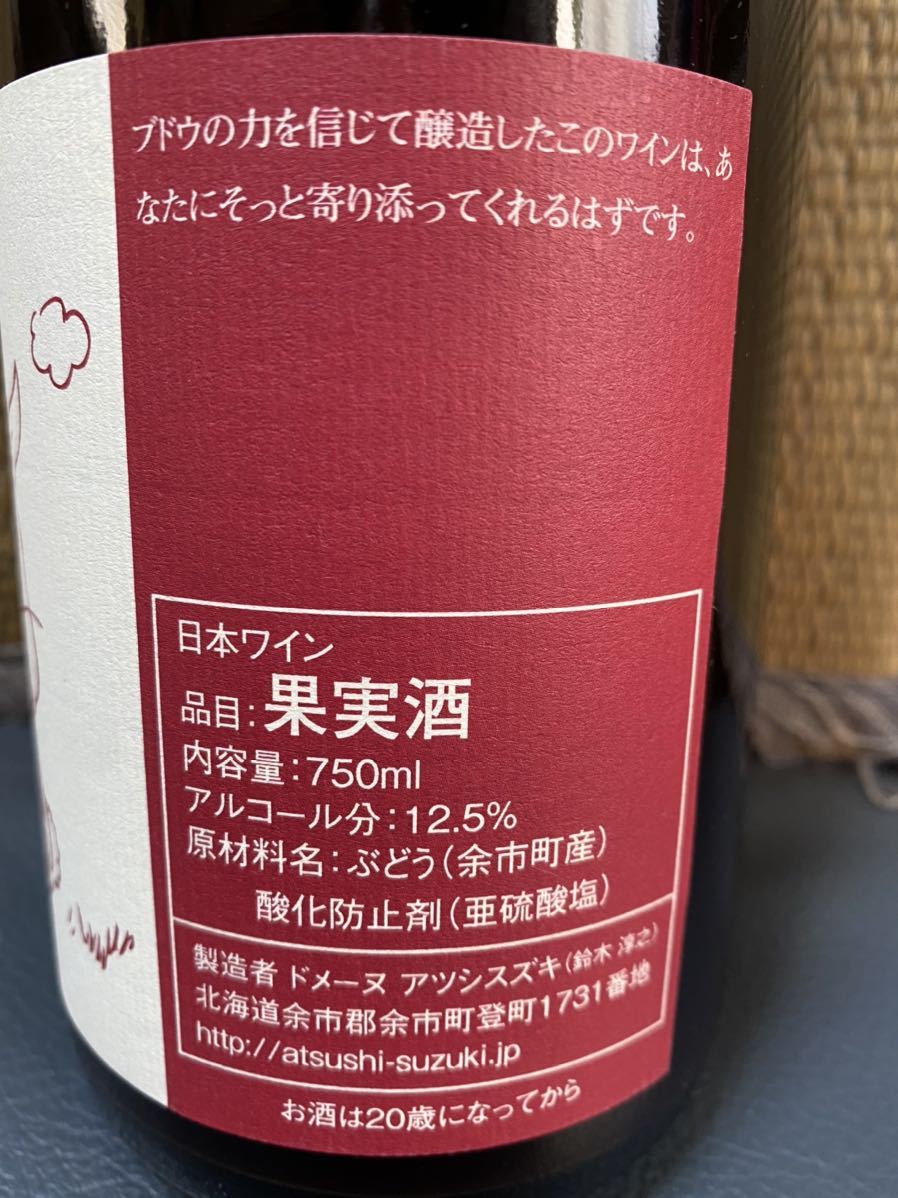 ブドウの力を信じて醸造したこのワインは、あ
なたにそっと寄り添ってくれるはずです。
日本ワイン
品目:果実酒
内容量:750ml
アルコール分:12.5%
原材料名:ぶどう(余市町産)
酸化防止剤(亜硫酸塩)
製造者 ドメーヌ アツシスズキ(鈴木 淳之)
北海道余市郡余市町登町1731番地
http://atsushi-suzuki.jp
お酒は20歳になってから